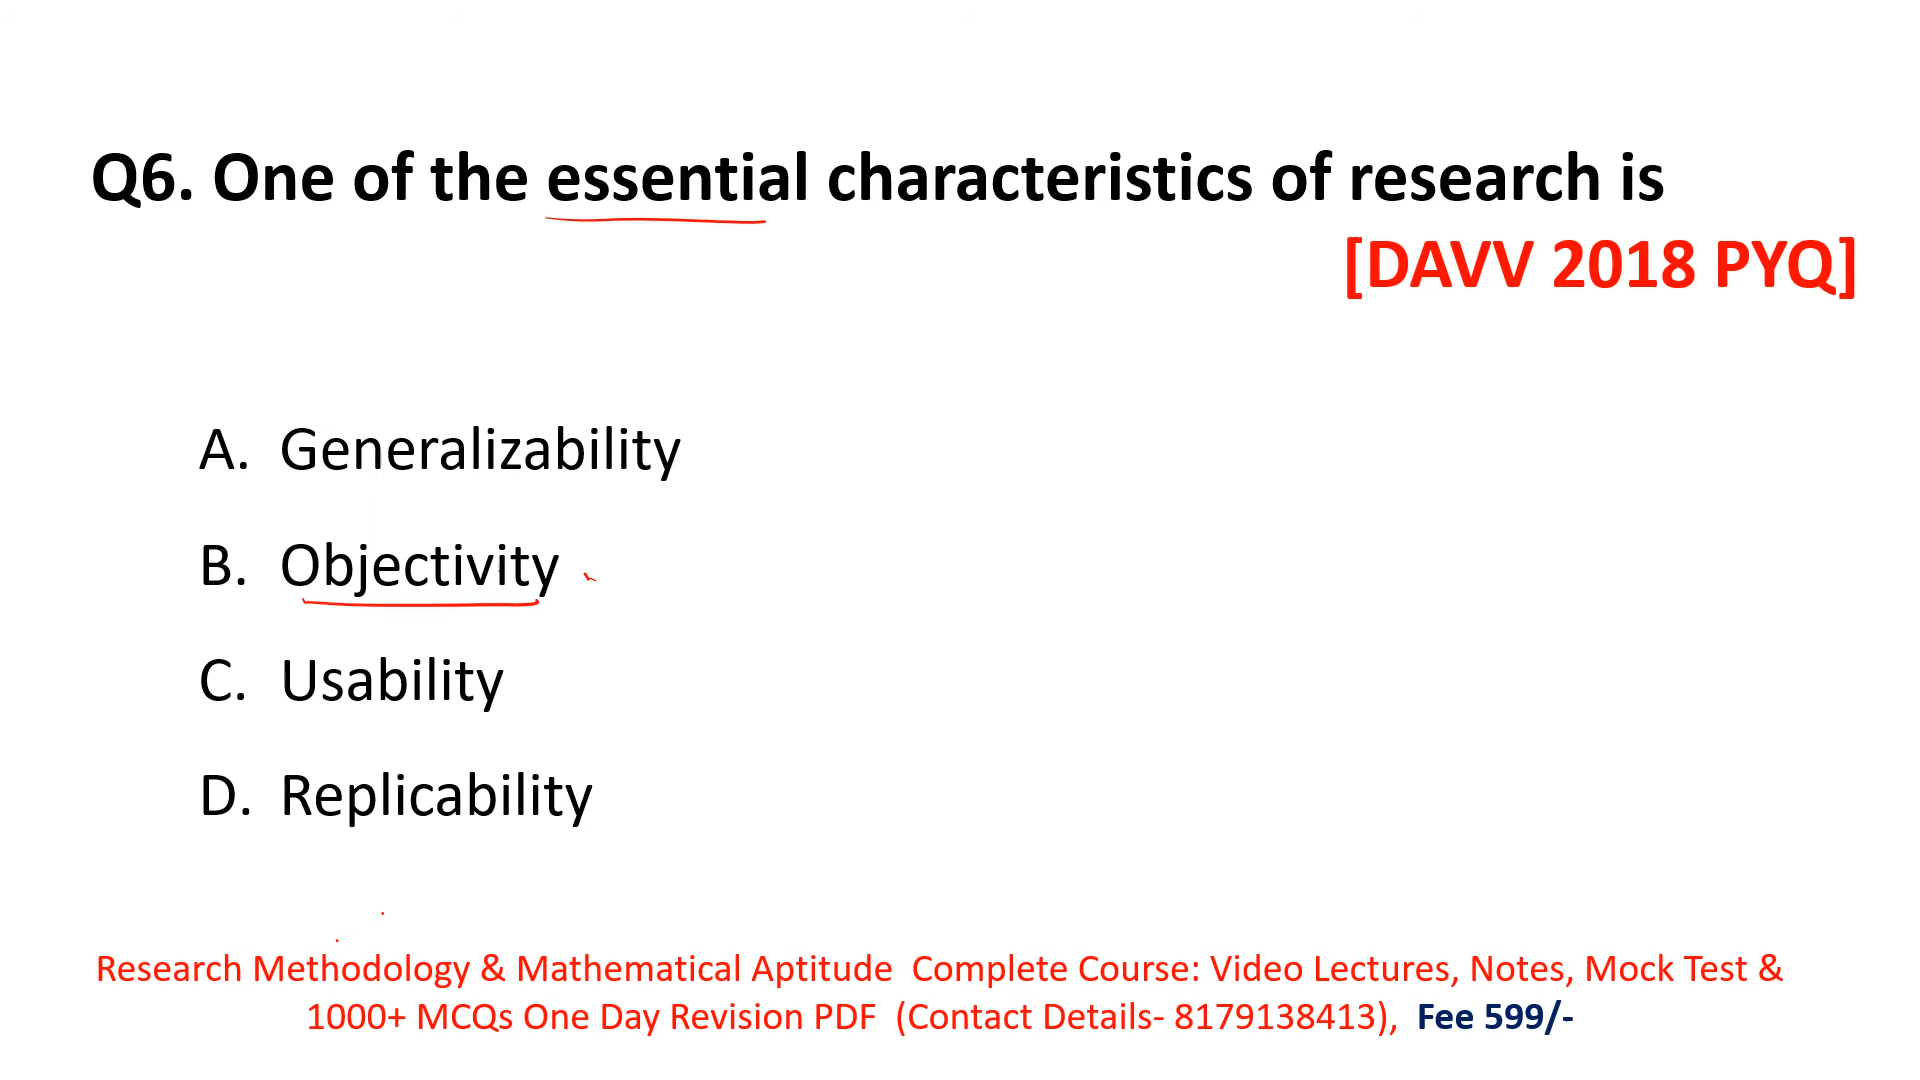 Q6. One of the essential characteristics of research is
[DAVV 2018 PYQ]
A. Generalizability
B. Objectivity
C. Usability
D. Replicability
Research Methodology & Mathematical Aptitude Complete Course: Video Lectures, Notes, Mock Test &
1000+ MCQs One Day Revision PDF (Contact Details- 8179138413), Fee 599/-